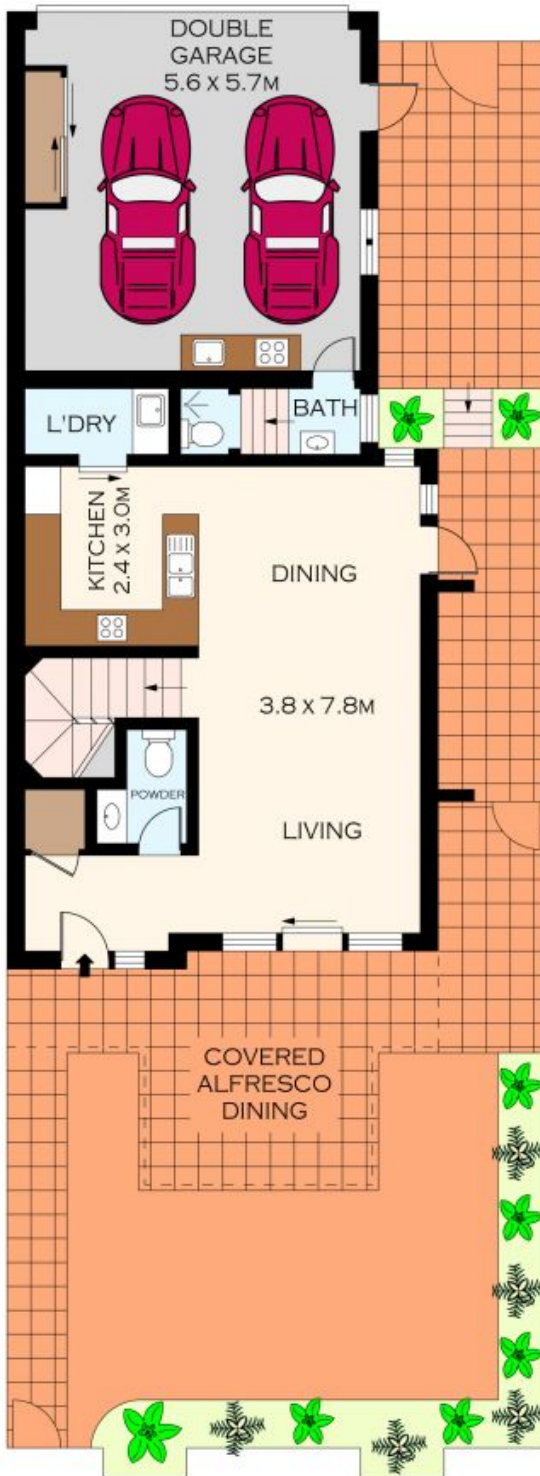 DOUBLE
GARAGE
5.6 X 5.7M
L'DRY
BATH
KITCHEN
2.4 X 3.0M
DINING
3.8 X 7.8M
POWDER
LIVING
COVERED
ALFRESCO
DINING